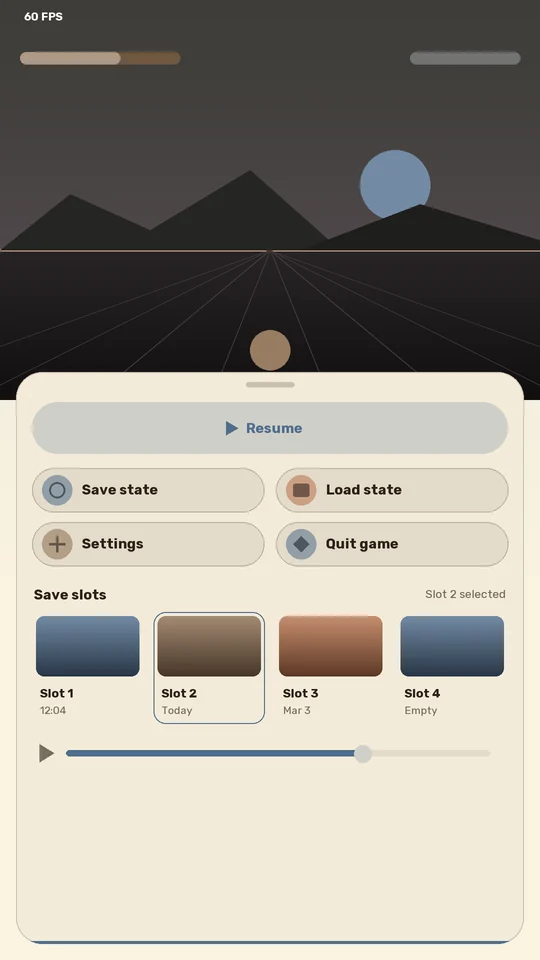 60 FPS
Resume
Save state
Load state
Settings
Quit game
Save slots
Slot 2 selected
Slot 1
12:04
Slot 2
Today
Slot 3
Mar 3
Slot 4
Empty